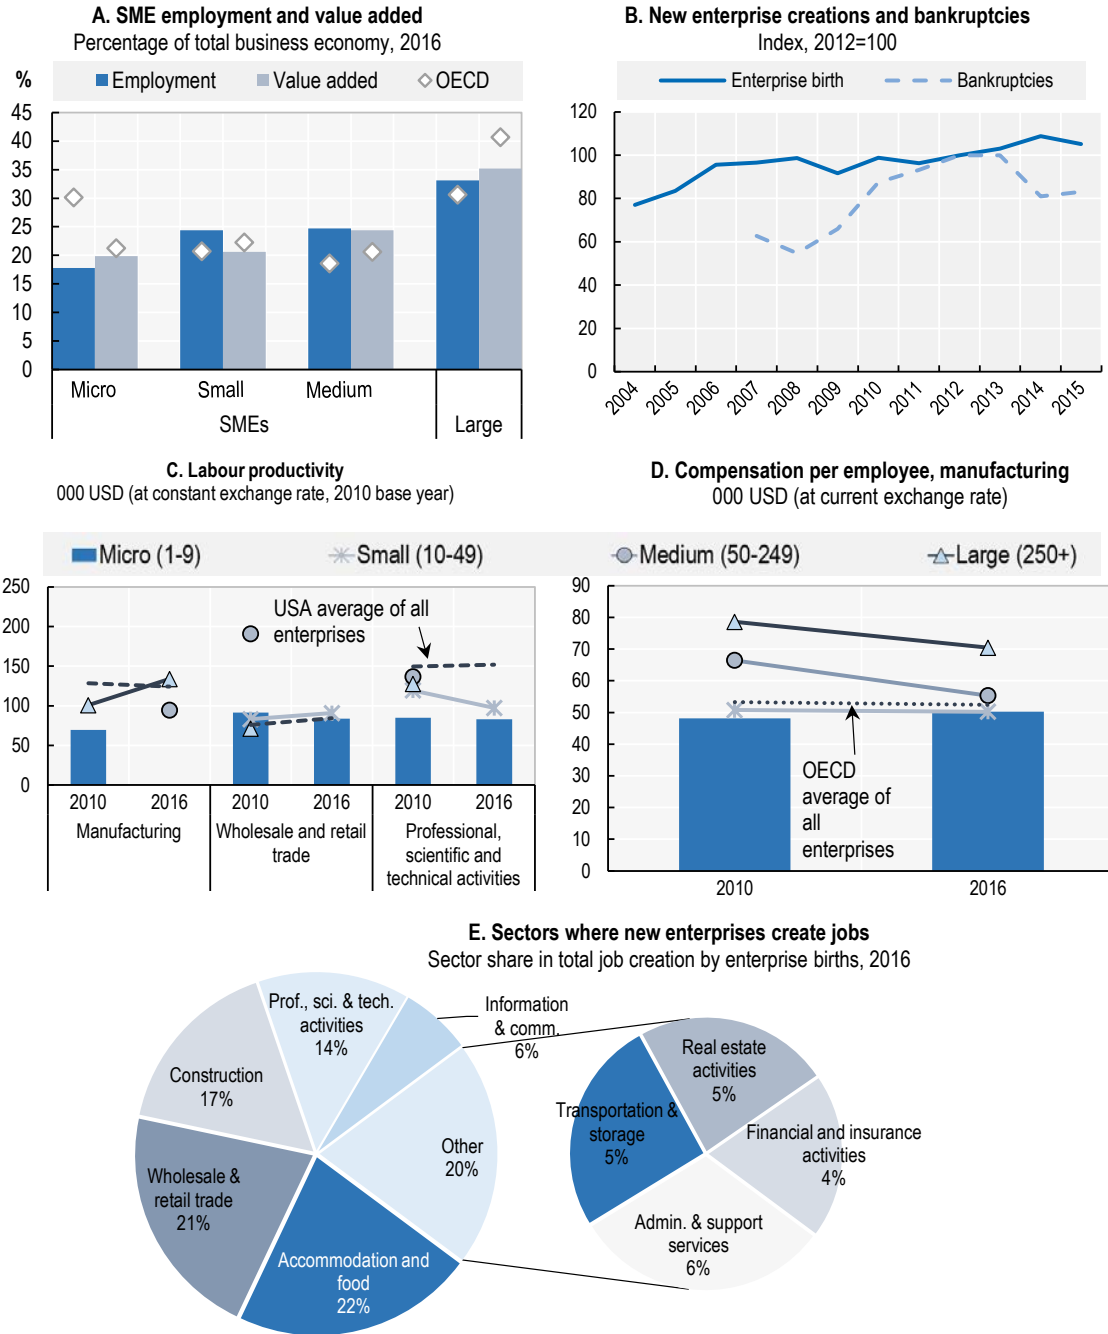 A. SME employment and value added
Percentage of total business economy, 2016
%
Employment
Value added
OECD
45
40
35
30
25
20
15
10
5
0
Micro
Small
Medium
SMEs
Large
B. New enterprise creations and bankruptcies
Index, 2012=100
Enterprise birth
Bankruptcies
120
100
80
60
40
20
0
2004
2005
2006
2007
2008
2009
2010
2011
2012
2013
2014
2015
C. Labour productivity
000 USD (at constant exchange rate, 2010 base year)
D. Compensation per employee, manufacturing
000 USD (at current exchange rate)
Micro (1-9)
Small (10-49)
Medium (50-249)
Large (250+)
250
200
150
100
50
0
USA average of all
enterprises
2010
2016
2010
2016
2010
2016
Manufacturing
Wholesale and retail
trade
Professional,
scientific and
technical activities
90
80
70
60
50
40
30
20
10
0
OECD
average of
all
enterprises
2010
2016
E. Sectors where new enterprises create jobs
Sector share in total job creation by enterprise births, 2016
Prof., sci. & tech.
activities
14%
Information
& comm.
6%
Construction
17%
Other
20%
Wholesale &
retail trade
21%
Accommodation and
food
22%
Real estate
activities
5%
Transportation &
storage
5%
Financial and insurance
activities
4%
Admin. & support
services
6%